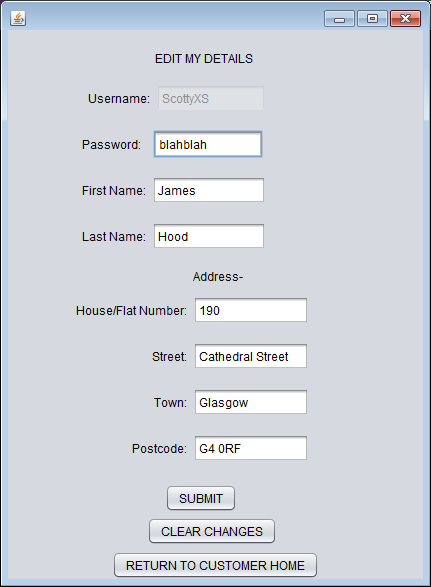 EDIT MY DETAILS
Username: ScottyXS
Password: blahblah
First Name: James
Last Name: Hood
Address-
House/Flat Number: 190
Street: Cathedral Street
Town: Glasgow
Postcode: G4 0RF
SUBMIT
CLEAR CHANGES
RETURN TO CUSTOMER HOME